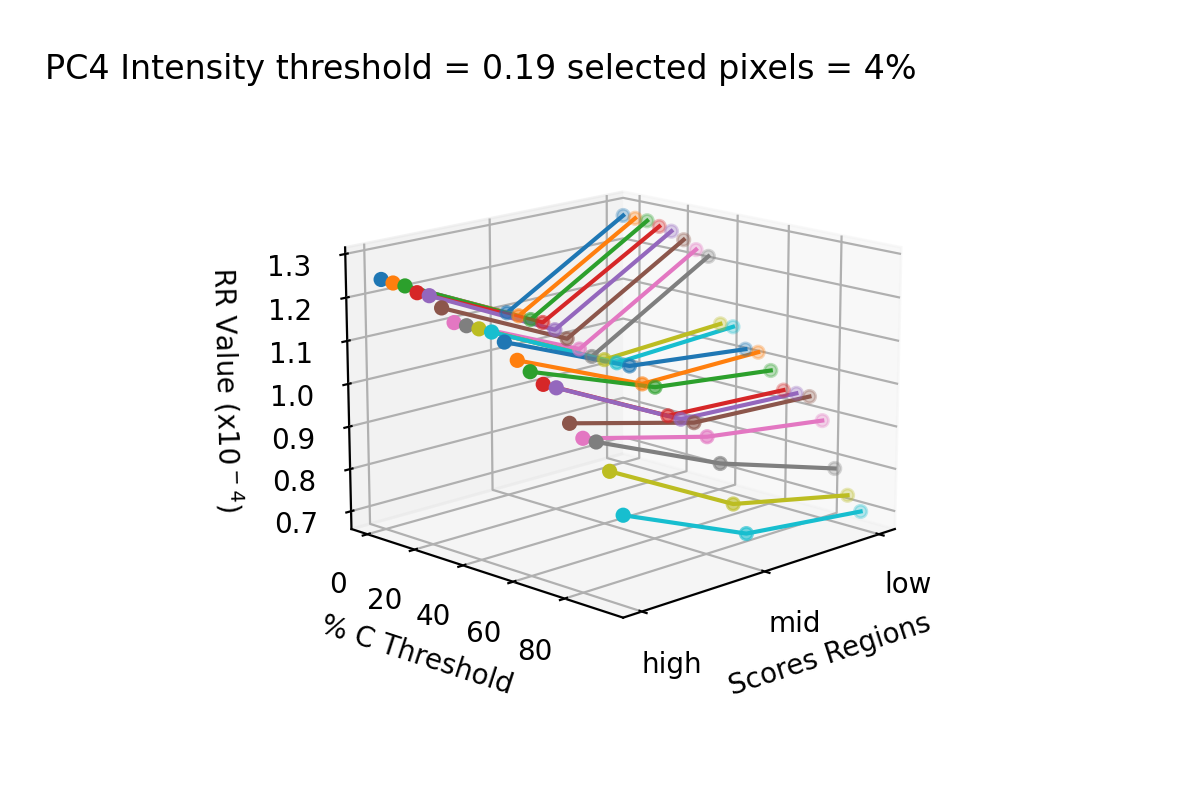 PC4 Intensity threshold = 0.19 selected pixels = 4%
RR Value (x10⁻⁴)
1.3
1.2
1.1
1.0
0.9
0.8
0.7
0
20
40
60
80
% C Threshold
high
mid
low
Scores Regions